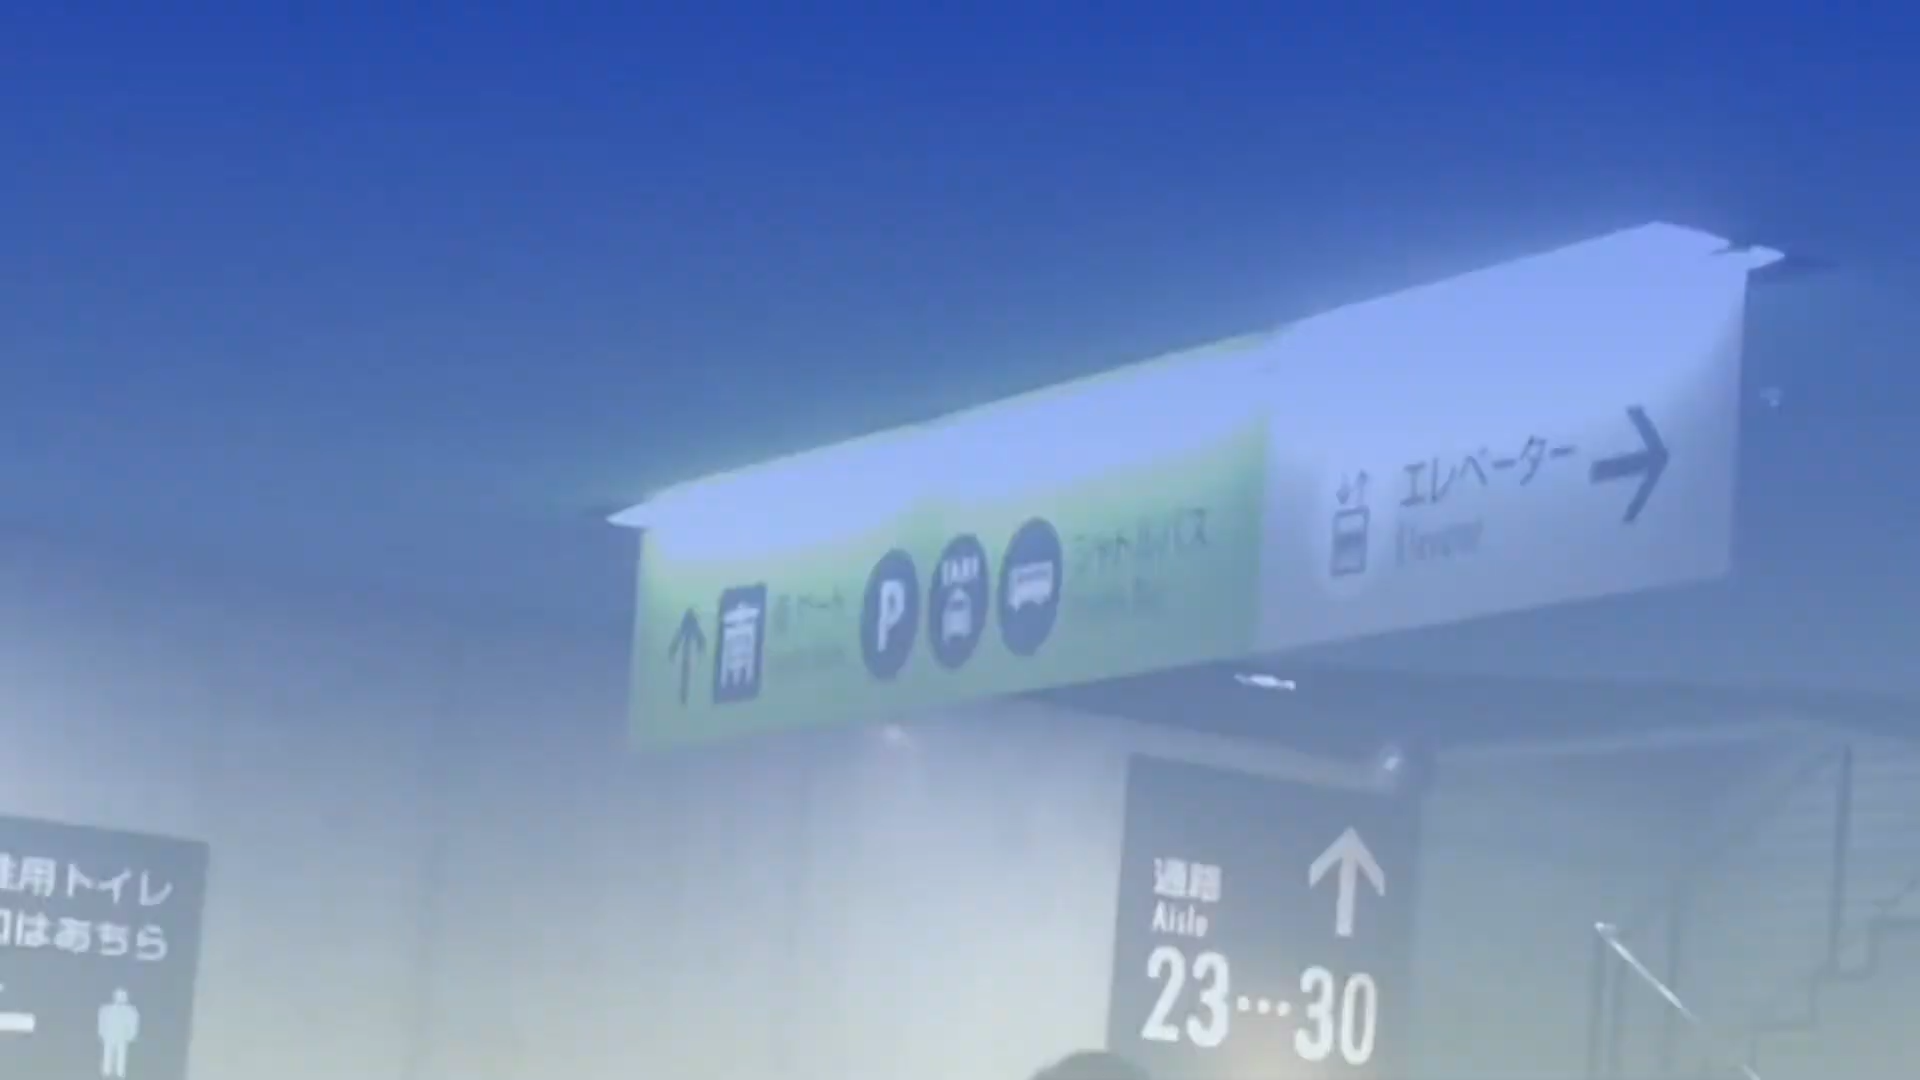 南
P
TAXI
シャトルバス
エレベーター
Elevator
用トイレ
はあちら
通路
Aisle
23…30